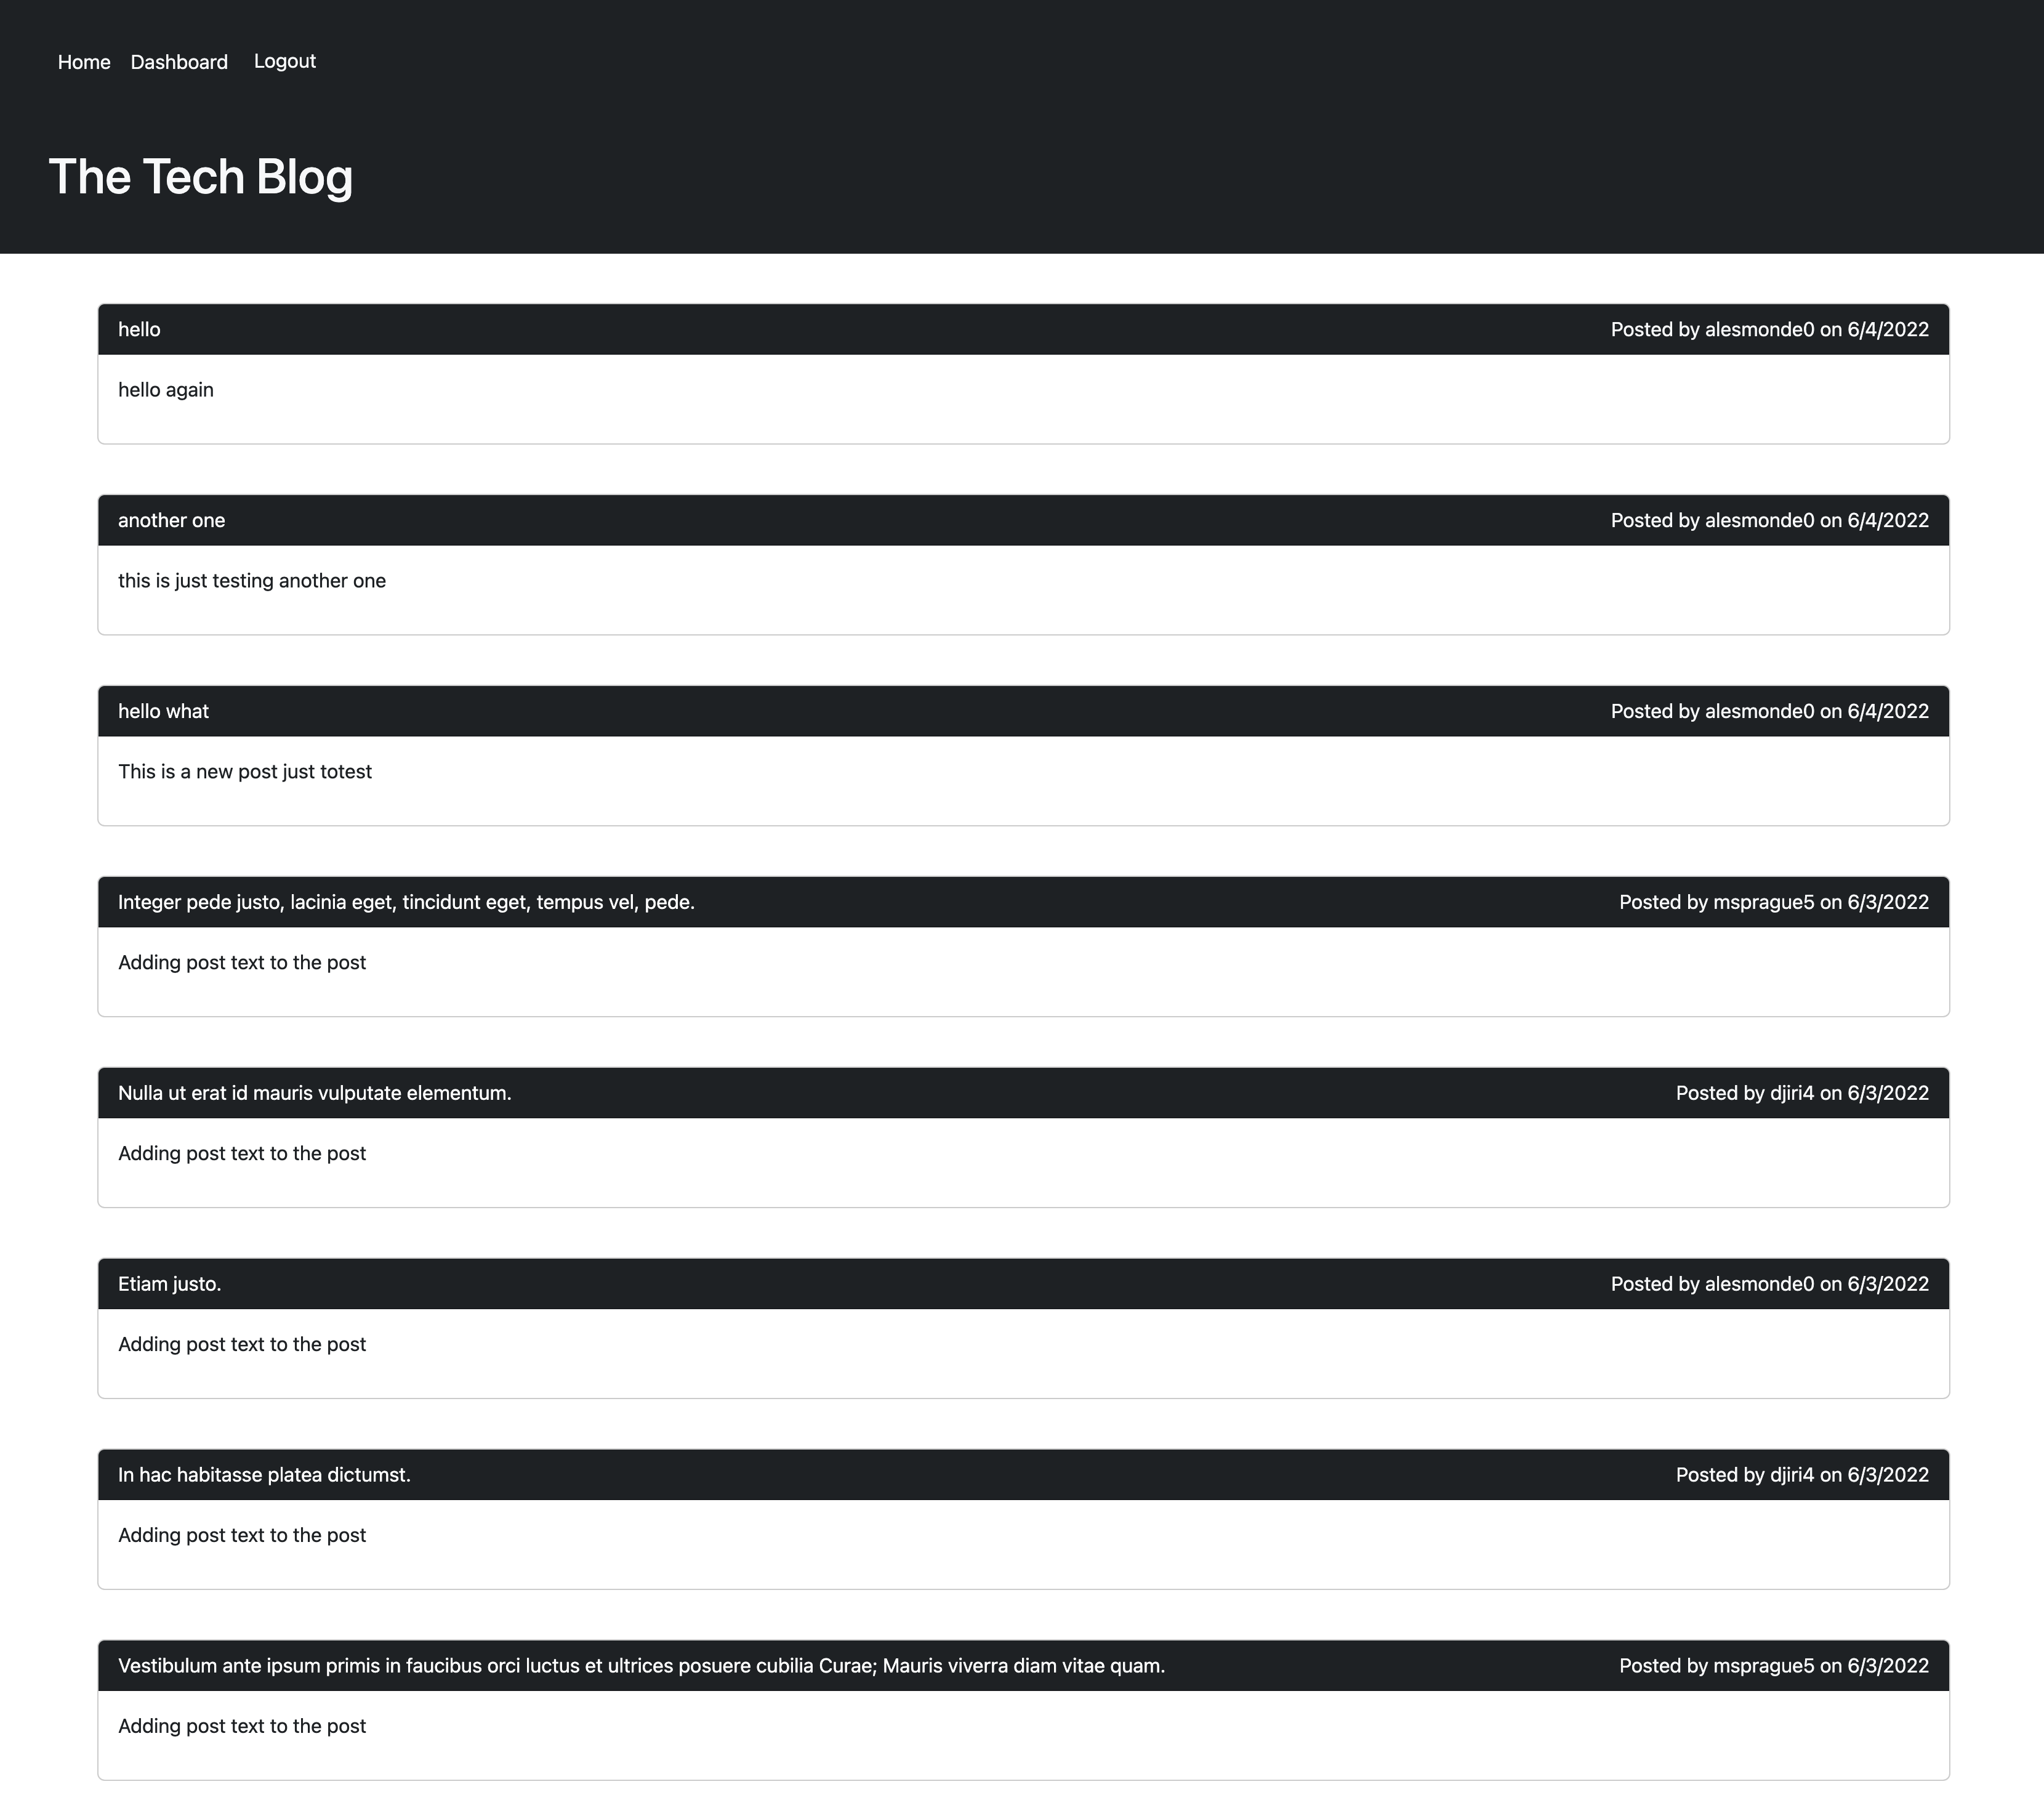 Home Dashboard Logout
The Tech Blog
hello Posted by alesmonde0 on 6/4/2022
hello again
another one Posted by alesmonde0 on 6/4/2022
this is just testing another one
hello what Posted by alesmonde0 on 6/4/2022
This is a new post just totest
Integer pede justo, lacinia eget, tincidunt eget, tempus vel, pede. Posted by msprague5 on 6/3/2022
Adding post text to the post
Nulla ut erat id mauris vulputate elementum. Posted by djiri4 on 6/3/2022
Adding post text to the post
Etiam justo. Posted by alesmonde0 on 6/3/2022
Adding post text to the post
In hac habitasse platea dictumst. Posted by djiri4 on 6/3/2022
Adding post text to the post
Vestibulum ante ipsum primis in faucibus orci luctus et ultrices posuere cubilia Curae; Mauris viverra diam vitae quam. Posted by msprague5 on 6/3/2022
Adding post text to the post